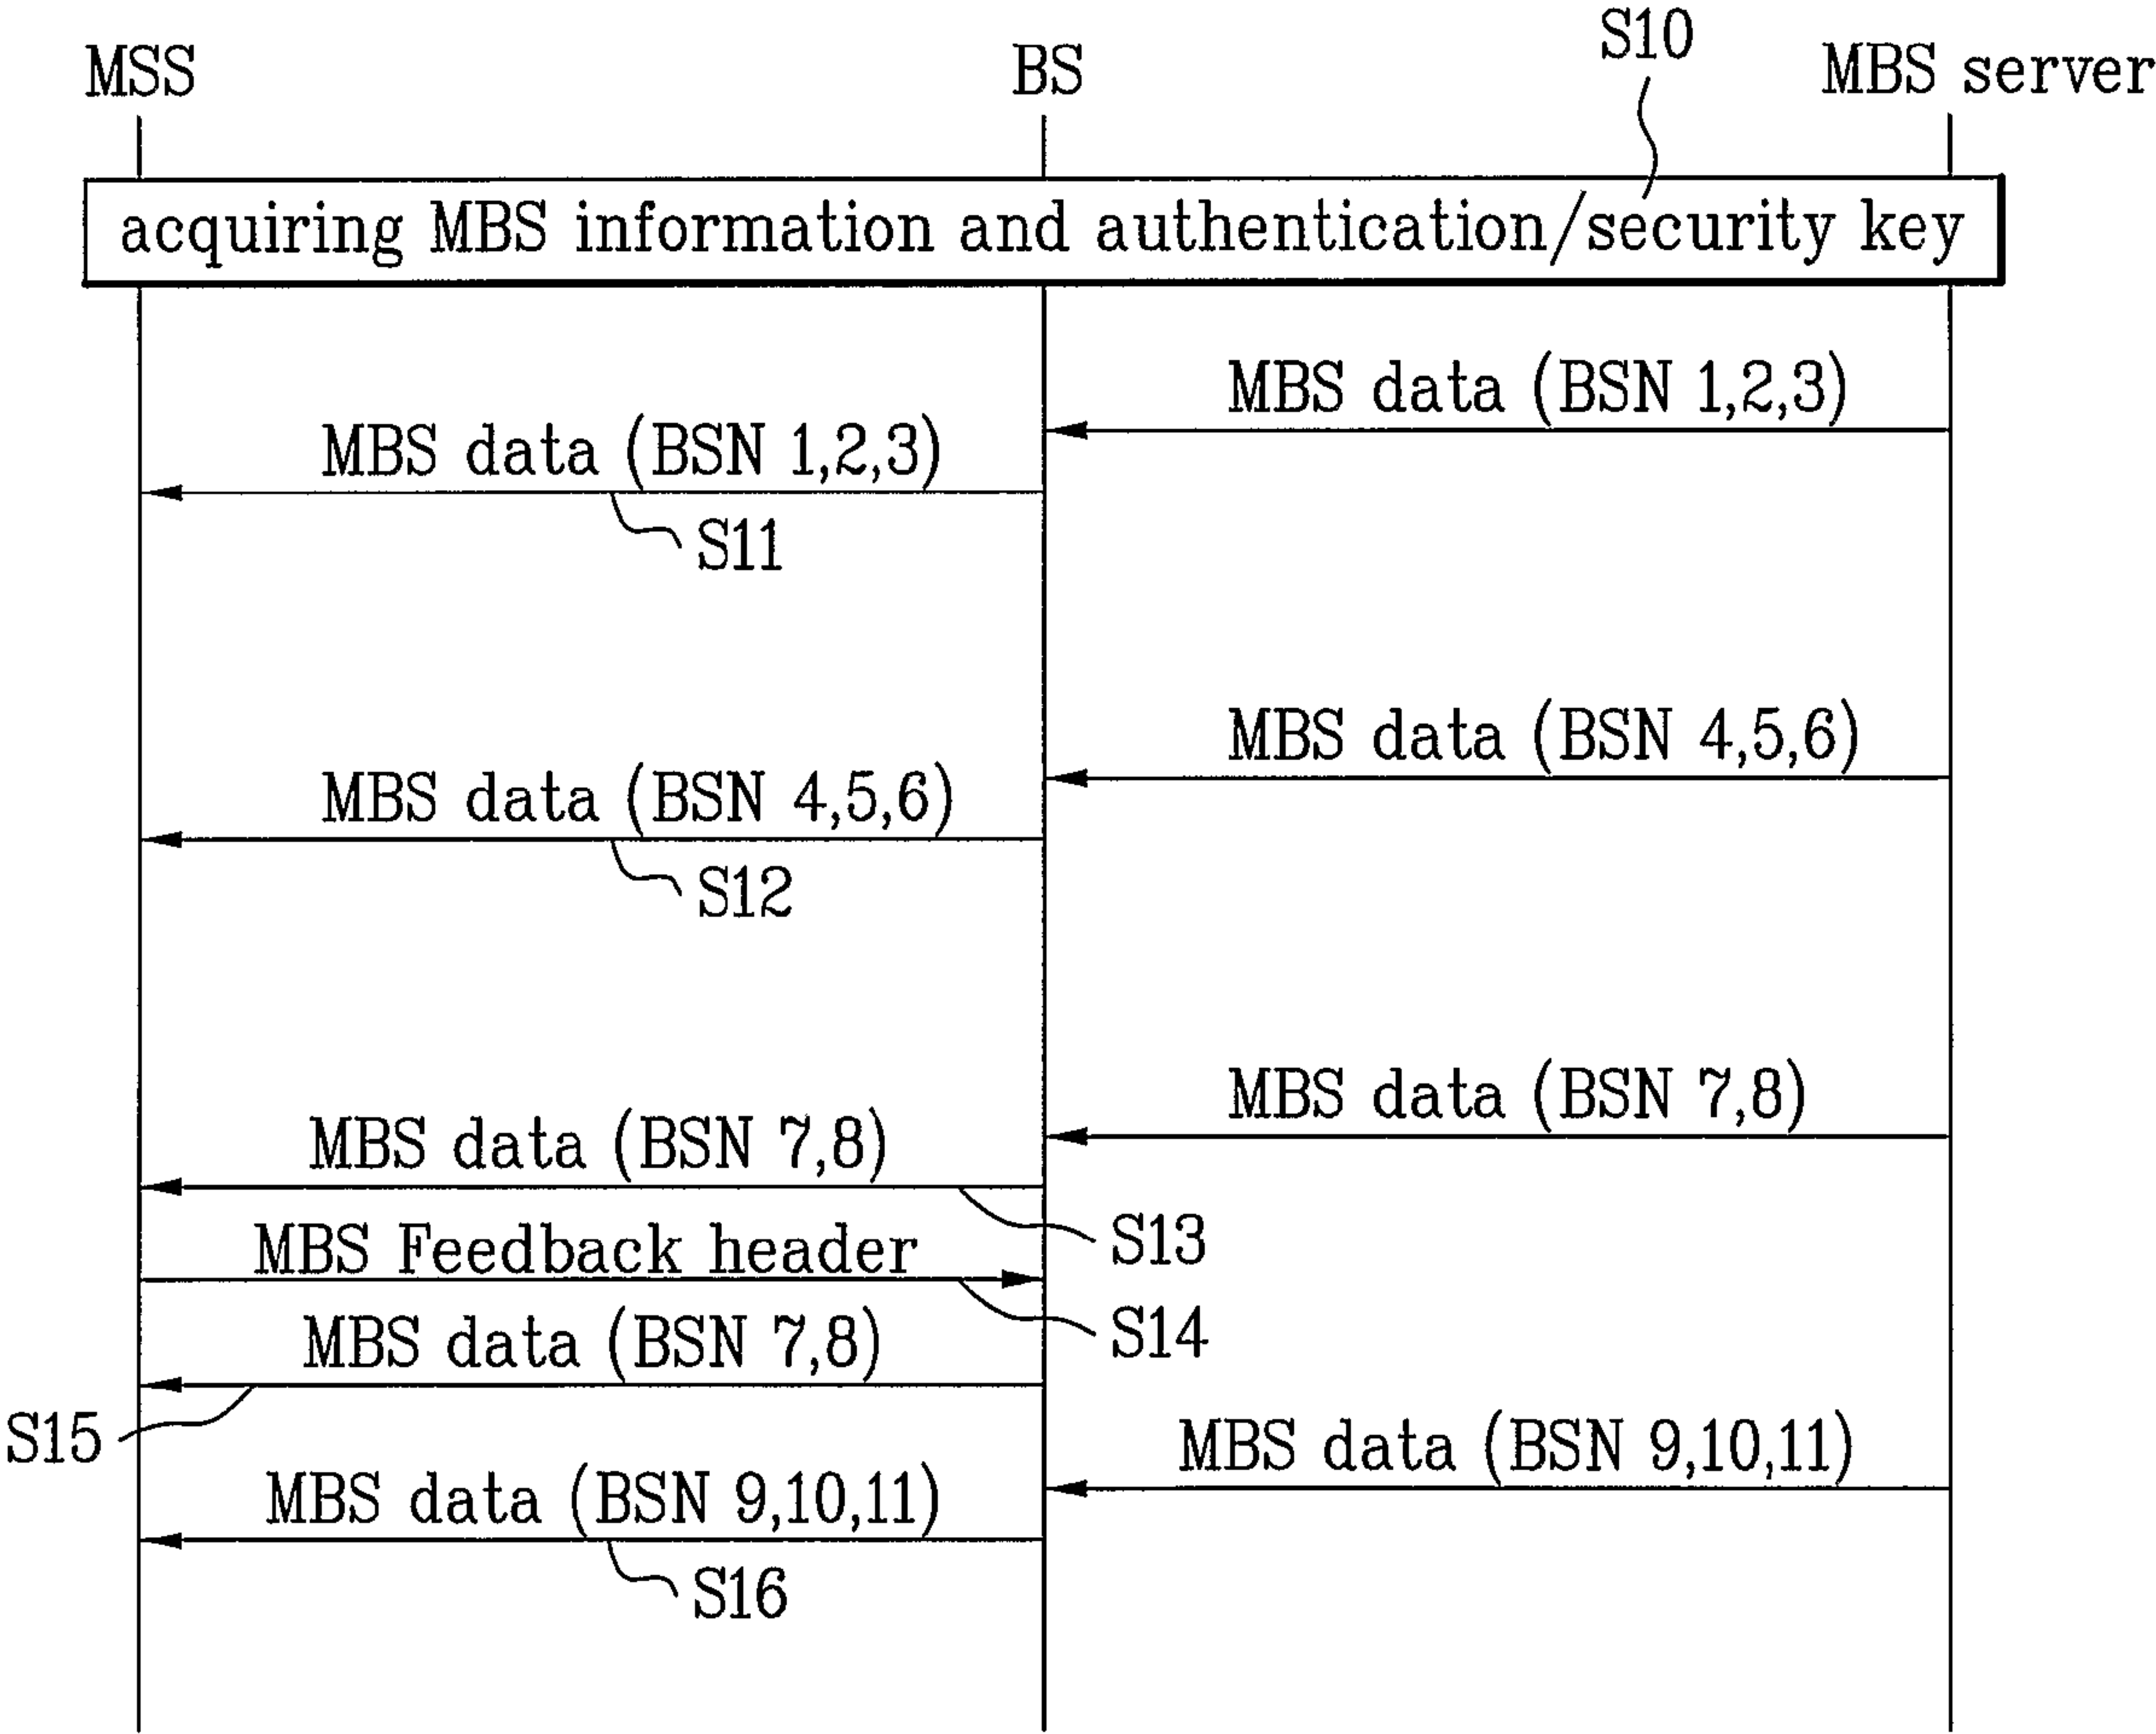 S10
MSS
BS
MBS server
acquiring MBS information and authentication/security key
MBS data (BSN 1,2,3)
MBS data (BSN 1,2,3)
S11
MBS data (BSN 4,5,6)
MBS data (BSN 4,5,6)
S12
MBS data (BSN 7,8)
MBS data (BSN 7,8)
S13
MBS Feedback header
S14
MBS data (BSN 7,8)
S15
MBS data (BSN 9,10,11)
MBS data (BSN 9,10,11)
S16